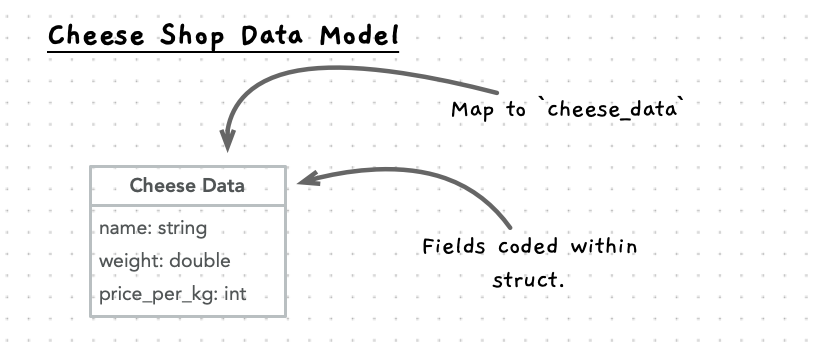 Cheese Shop Data Model
Map to `cheese_data`
Cheese Data
name: string
weight: double
price_per_kg: int
Fields coded within
struct.